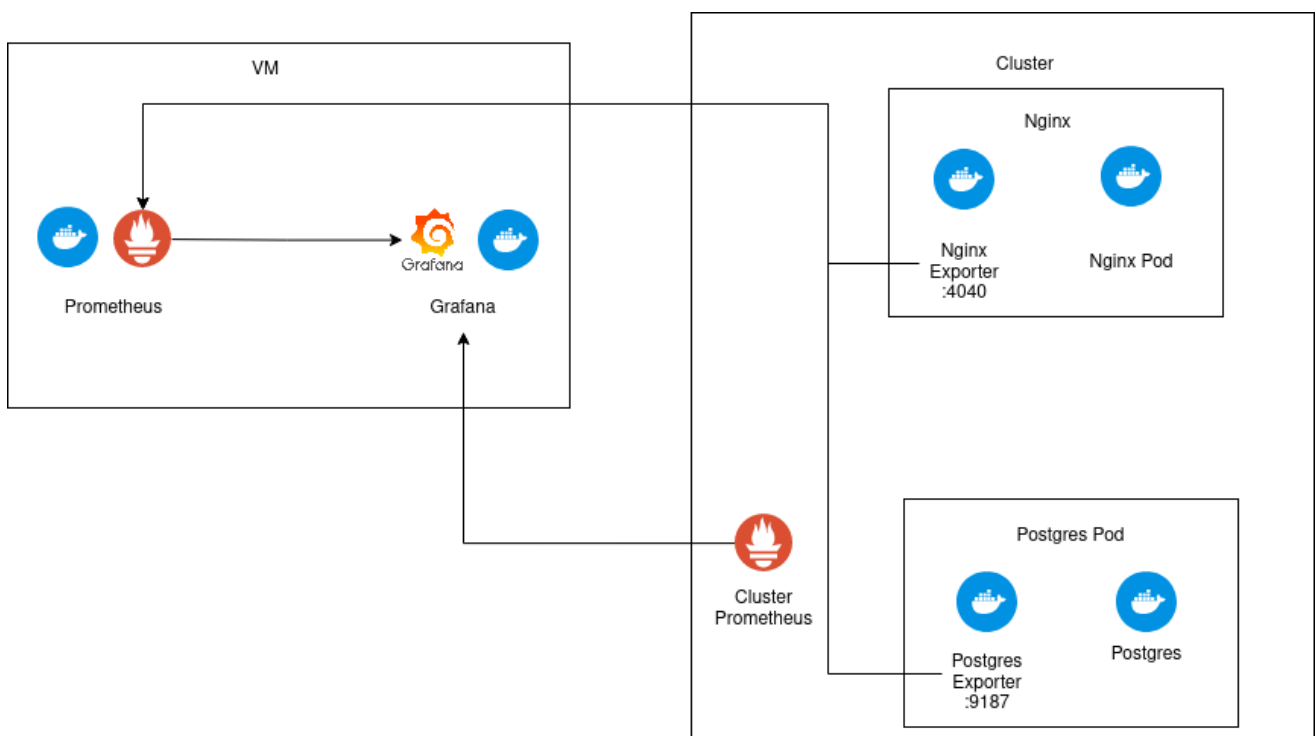 VM
Prometheus
Grafana
Grafana
Cluster
Nginx
Nginx
Exporter
:4040
Nginx Pod
Cluster
Prometheus
Postgres Pod
Postgres
Exporter
:9187
Postgres